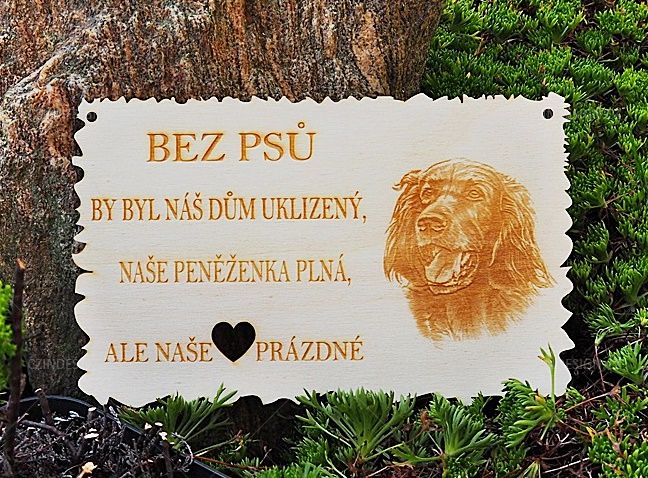 BEZ PSŮ
BY BYL NÁŠ DŮM UKLIZENÝ,
NAŠE PENĚŽENKA PLNÁ,
ALE NAŠE PRÁZDNÉ